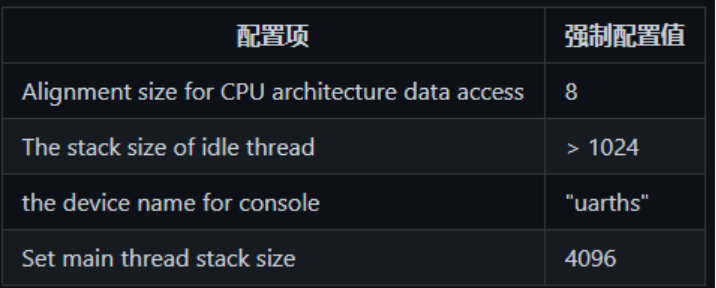 配置项 强制配置值
Alignment size for CPU architecture data access 8
The stack size of idle thread > 1024
the device name for console "uarths"
Set main thread stack size 4096